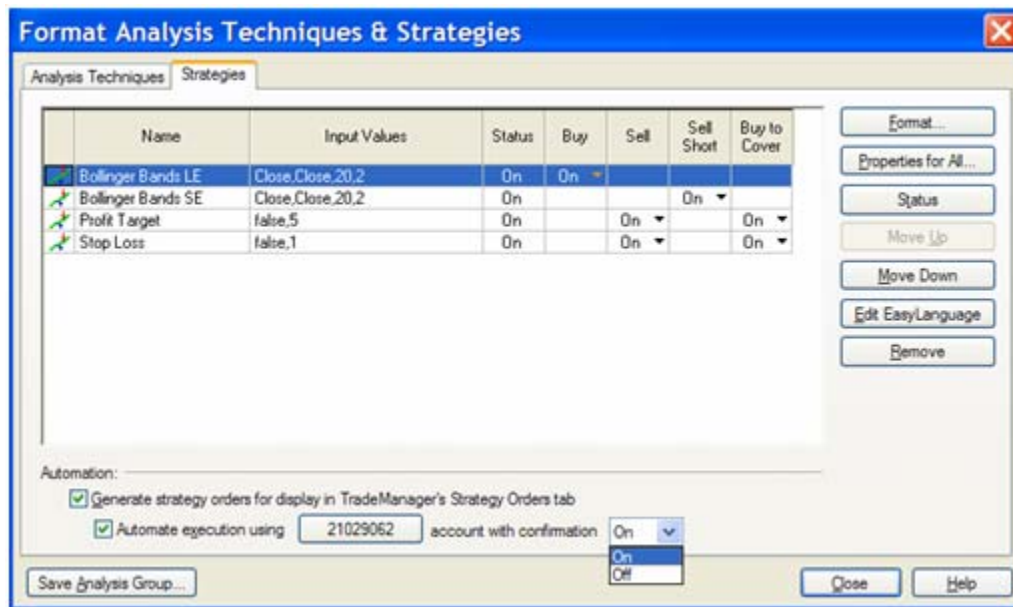 Format Analysis Techniques & Strategies
Analysis Techniques
Strategies
Name Input Values Status Buy Sell Sell Short Buy to Cover
Bollinger Bands LE Close,Close,20,2 On On
Bollinger Bands SE Close,Close,20,2 On On
Profit Target false,5 On On On
Stop Loss false,1 On On On
Format...
Properties for All...
Status
Move Up
Move Down
Edit EasyLanguage
Remove
Automation:
Generate strategy orders for display in TradeManager's Strategy Orders tab
Automate execution using 21029062 account with confirmation On
On
Off
Save Analysis Group...
Close
Help